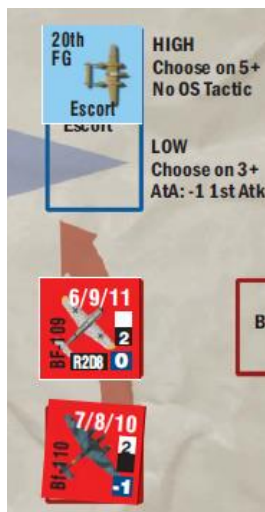 20th
FG
Escort
Escort
HIGH
Choose on 5+
No OS Tactic
LOW
Choose on 3+
AtA: -1 1st Atk
6/9/11
BF-109
2
R2D8 0
B
7/8/10
Bf-110
2
-1